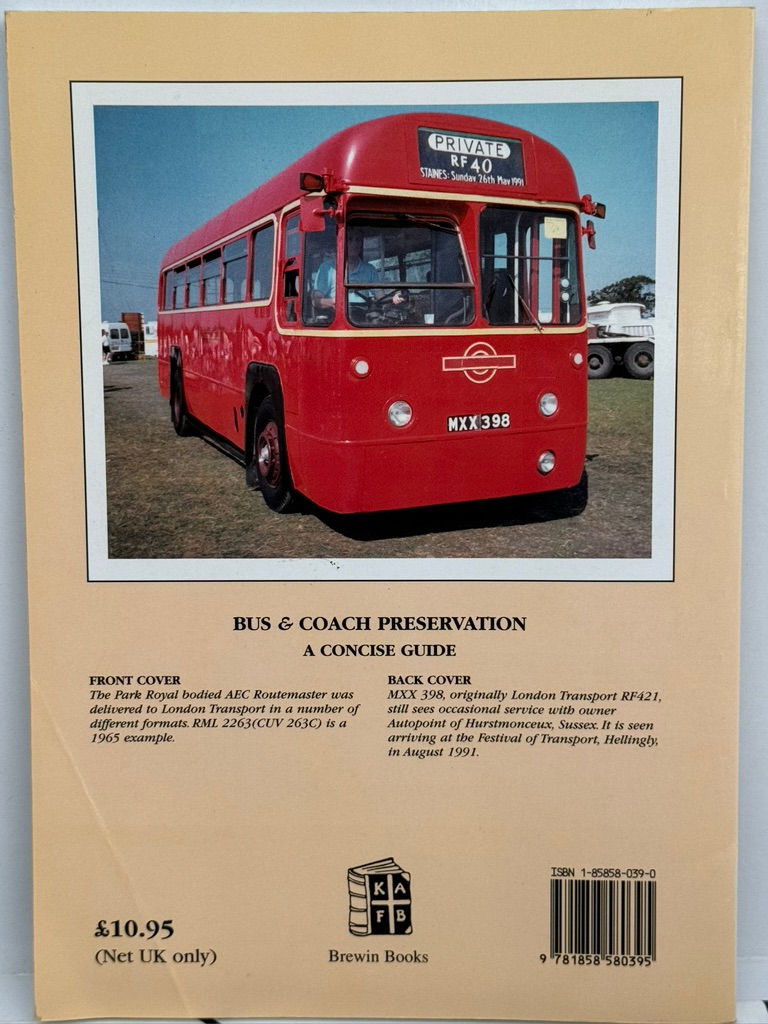 PRIVATE
RF 40
STAINES: Sunday 26th May 1991
MXX 398
BUS & COACH PRESERVATION
A CONCISE GUIDE
FRONT COVER
The Park Royal bodied AEC Routemaster was
delivered to London Transport in a number of
different formats. RML 2263(CUV 263C) is a
1965 example.
BACK COVER
MXX 398, originally London Transport RF421,
still sees occasional service with owner
Autopoint of Hurstmonceux, Sussex. It is seen
arriving at the Festival of Transport, Hellingly,
in August 1991.
£10.95
(Net UK only)
K A
F B
Brewin Books
ISBN 1-85858-039-0
9 781858 580395